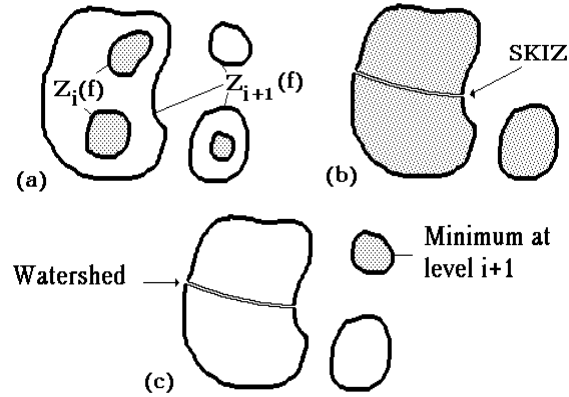 Z_i(f)
Z_{i+1}(f)
(a)
SKIZ
(b)
Watershed
Minimum at
level i+1
(c)